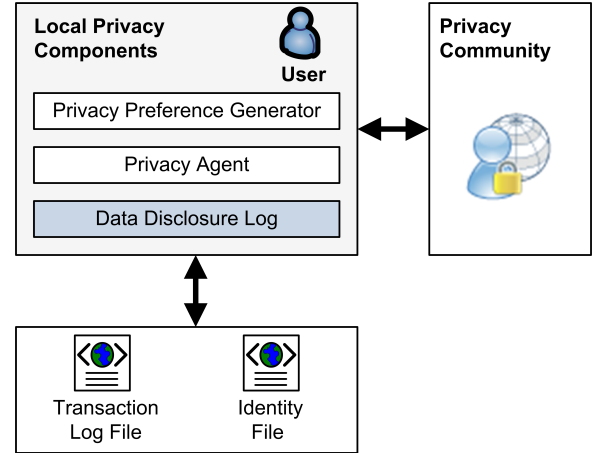 Local Privacy
Components
User
Privacy Preference Generator
Privacy Agent
Data Disclosure Log
Privacy
Community
Transaction
Log File
Identity
File